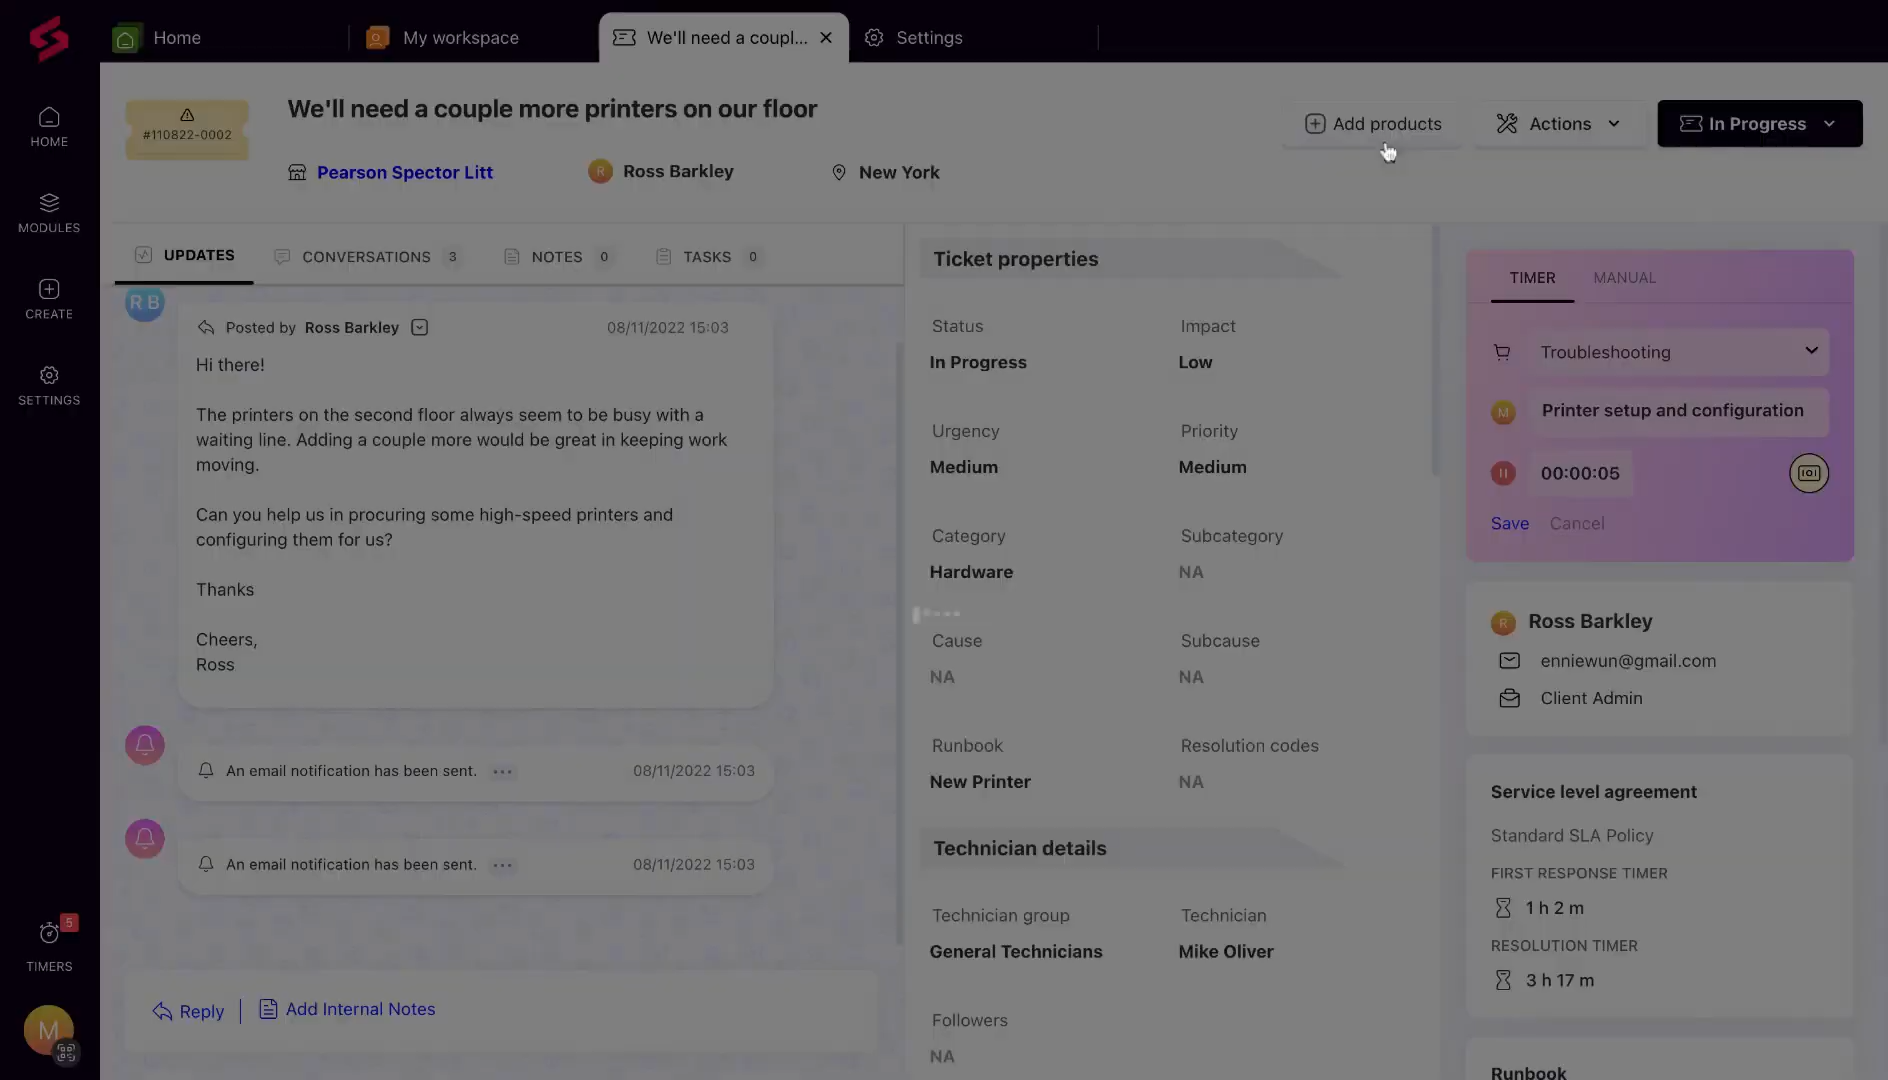 Home
My workspace
We'll need a coupl...
Settings
HOME
MODULES
CREATE
SETTINGS
5
TIMERS
M
#110822-0002
We'll need a couple more printers on our floor
Pearson Spector Litt
R
Ross Barkley
New York
Add products
Actions
In Progress
UPDATES
CONVERSATIONS 3
NOTES 0
TASKS 0
R B
Posted by Ross Barkley
08/11/2022 15:03
Hi there!
The printers on the second floor always seem to be busy with a
waiting line. Adding a couple more would be great in keeping work
moving.
Can you help us in procuring some high-speed printers and
configuring them for us?
Thanks
Cheers,
Ross
An email notification has been sent. ... 08/11/2022 15:03
An email notification has been sent. ... 08/11/2022 15:03
Reply
Add Internal Notes
Ticket properties
Status
Impact
In Progress
Low
Urgency
Priority
Medium
Medium
Category
Subcategory
Hardware
NA
Cause
Subcause
NA
NA
Runbook
Resolution codes
New Printer
NA
Technician details
Technician group
Technician
General Technicians
Mike Oliver
Followers
NA
TIMER
MANUAL
Troubleshooting
M
Printer setup and configuration
00:00:05
Save
Cancel
R
Ross Barkley
enniewun@gmail.com
Client Admin
Service level agreement
Standard SLA Policy
FIRST RESPONSE TIMER
1 h 2 m
RESOLUTION TIMER
3 h 17 m
Runbook